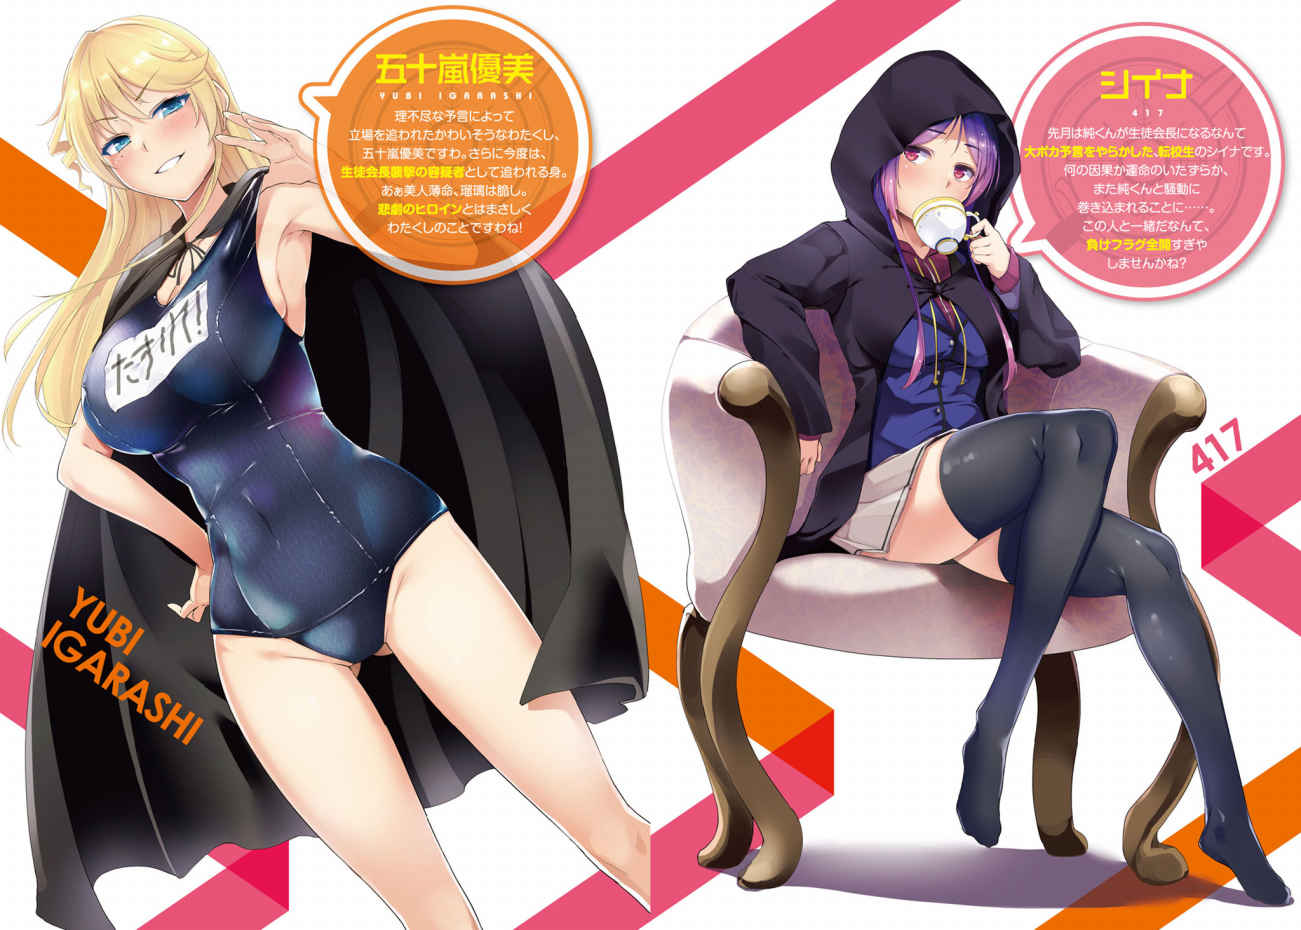 五十嵐優美
YUBI IGARASHI
理不尽な予言によって
立場を追われたかわいそうなわたくし、
五十嵐優美ですわ。さらに今度は、
生徒会長襲撃の容疑者として追われる身。
あぁ美人薄命、瑠璃は脆し。
悲劇のヒロインとはまさしく
わたくしのことですわね!
たすけて!
YUBI
IGARASHI
シイナ
417
先月は純くんが生徒会長になるなんて
大ポカ予言をやらかした、転校生のシイナです。
何の因果か運命のいたずらか、
また純くんと騒動に
巻き込まれることに……。
この人と一緒だなんて、
負けフラグ全開すぎや
しませんかね?
417